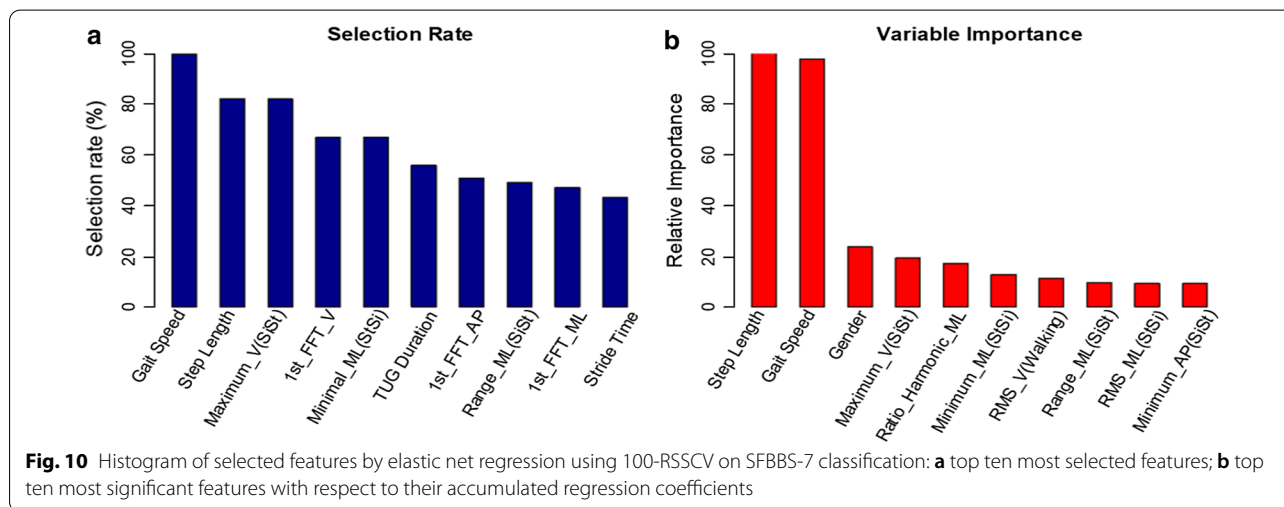 a
Selection Rate
Selection rate (%)
0
20
40
60
80
100
Gait Speed
Step Length
Maximum_V(SiSt)
1st_FFT_V
Minimal_ML(StSi)
TUG Duration
1st_FFT_AP
Range_ML(SiSt)
1st_FFT_ML
Stride Time
b
Variable Importance
Relative Importance
0
20
40
60
80
100
Step Length
Gait Speed
Gender
Maximum_V(SiSt)
Ratio_Harmonic_ML
Minimum_ML(StSi)
RMS_V(Walking)
Range_ML(SiSt)
RMS_ML(StSi)
Minimum_AP(SiSt)
Fig. 10 Histogram of selected features by elastic net regression using 100-RSSCV on SFBBS-7 classification: a top ten most selected features; b top
ten most significant features with respect to their accumulated regression coefficients